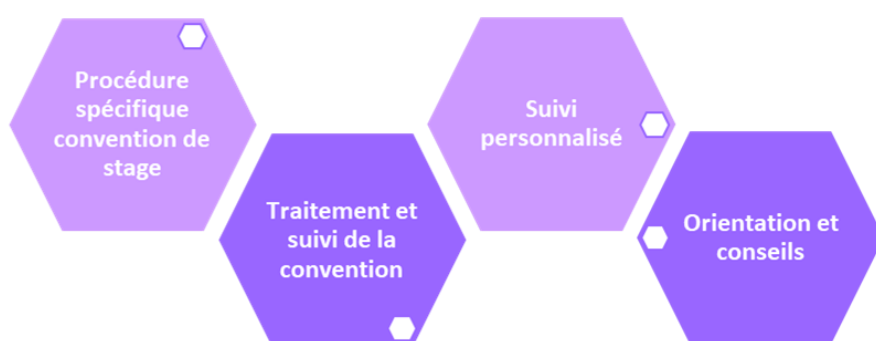 Procédure
spécifique
convention de
stage
Traitement et
suivi de la
convention
Suivi
personnalisé
Orientation et
conseils